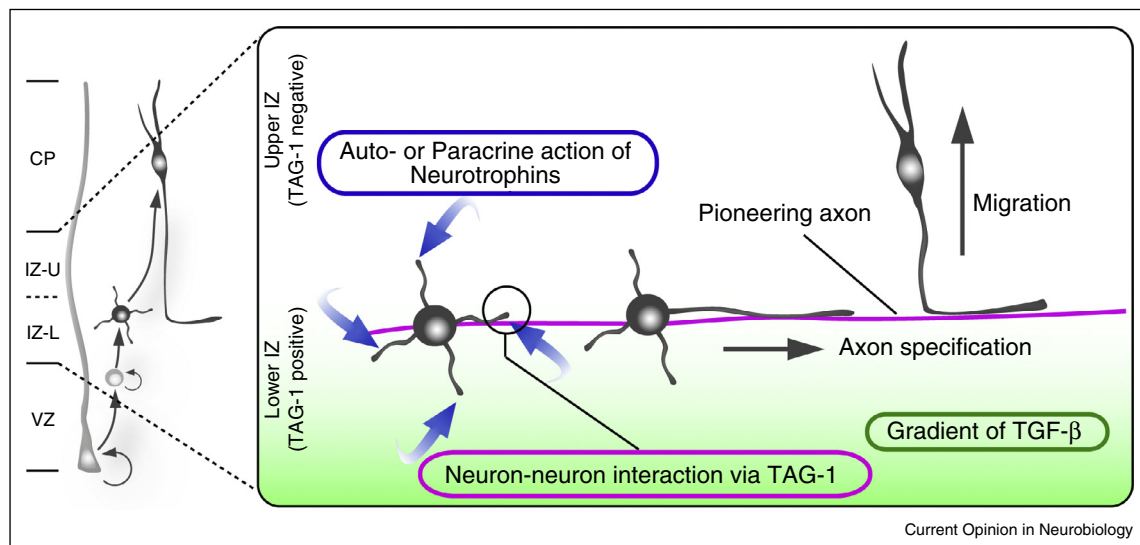 CP
IZ-U
IZ-L
VZ
Upper IZ
(TAG-1 negative)
Lower IZ
(TAG-1 positive)
Auto- or Paracrine action of
Neurotrophins
Pioneering axon
Migration
Axon specification
Gradient of TGF-β
Neuron-neuron interaction via TAG-1
Current Opinion in Neurobiology